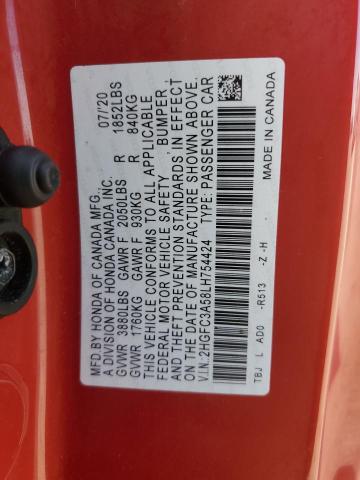 MFD.BY HONDA OF CANADA MFG., 07/'20
A DIVISION OF HONDA CANADA INC.
GVWR 3880LBS GAWR F 2050LBS R 1852LBS
GVWR 1760KG GAWR F 930KG R 840KG
THIS VEHICLE CONFORMS TO ALL APPLICABLE
FEDERAL MOTOR VEHICLE SAFETY, BUMPER,
AND THEFT PREVENTION STANDARDS IN EFFECT
ON THE DATE OF MANUFACTURE SHOWN ABOVE.
V.I.N.:2HGFC3A58LH754424 TYPE: PASSENGER CAR
TBJ L AD0 -R513 -Z -H MADE IN CANADA